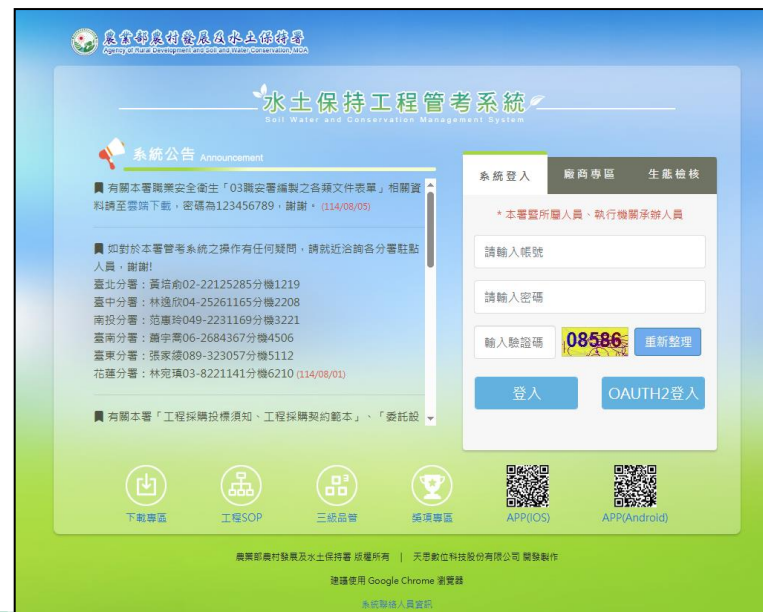 農業部農村發展及水土保持署
Agency of Rural Development and Soil and Water Conservation, MOA
水土保持工程管考系統
Soil Water and Conservation Management System
系統公告 Announcement
有關本署職業安全衛生「03職安署編製之各類文件表單」相關資
料請至雲端下載，密碼為123456789，謝謝。(114/08/05)
如對於本署管考系統之操作有任何疑問，請就近洽詢各分署駐點
人員，謝謝!
臺北分署：黃培俞02-22125285分機1219
臺中分署：林逸欣04-25261165分機2208
南投分署：范惠玲049-2231169分機3221
臺南分署：蕭宇喬06-2684367分機4506
臺東分署：張家綾089-323057分機5112
花蓮分署：林宛瑱03-8221141分機6210 (114/08/01)
有關本署「工程採購投標須知、工程採購契約範本」、「委託設
系統登入 廠商專區 生態檢核
* 本署暨所屬人員、執行機關承辦人員
請輸入帳號
請輸入密碼
輸入驗證碼 08586 重新整理
登入 OAUTH2登入
下載專區 工程SOP 三級品管 獎項專區 APP(IOS) APP(Android)
農業部農村發展及水土保持署 版權所有 | 天思數位科技股份有限公司 開發製作
建議使用 Google Chrome 瀏覽器
系統聯絡人員資訊